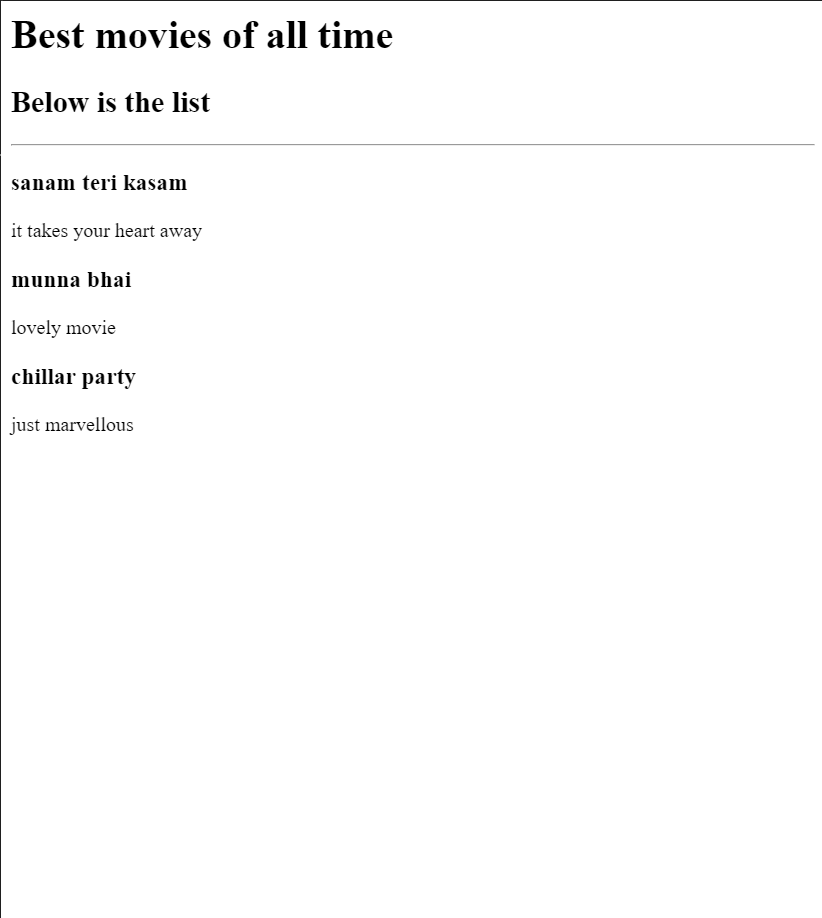 Best movies of all time
Below is the list
sanam teri kasam
it takes your heart away
munna bhai
lovely movie
chillar party
just marvellous